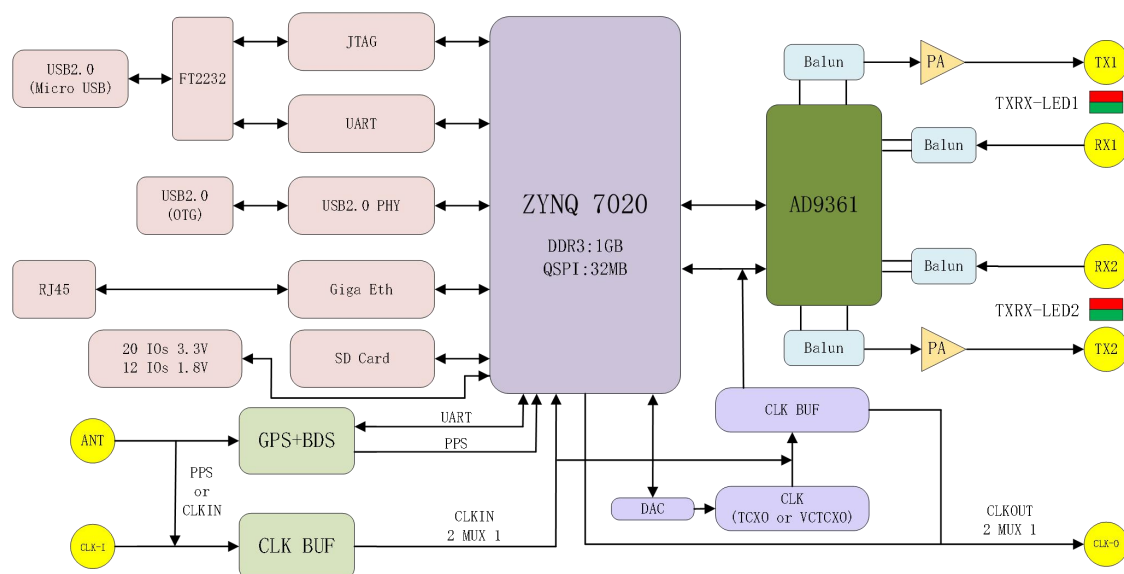 USB2.0
(Micro USB)
FT2232
JTAG
UART
USB2.0
(OTG)
USB2.0 PHY
RJ45
Giga Eth
20 IOs 3.3V
12 IOs 1.8V
SD Card
ZYNQ 7020
DDR3:1GB
QSPI:32MB
AD9361
Balun
PA
TX1
TXRX-LED1
Balun
RX1
Balun
RX2
TXRX-LED2
Balun
PA
TX2
ANT
GPS+BDS
UART
PPS
PPS
or
CLKIN
CLK-I
CLK BUF
CLKIN
2 MUX 1
CLK BUF
DAC
CLK
(TCXO or VCTCXO)
CLKOUT
2 MUX 1
CLK-O